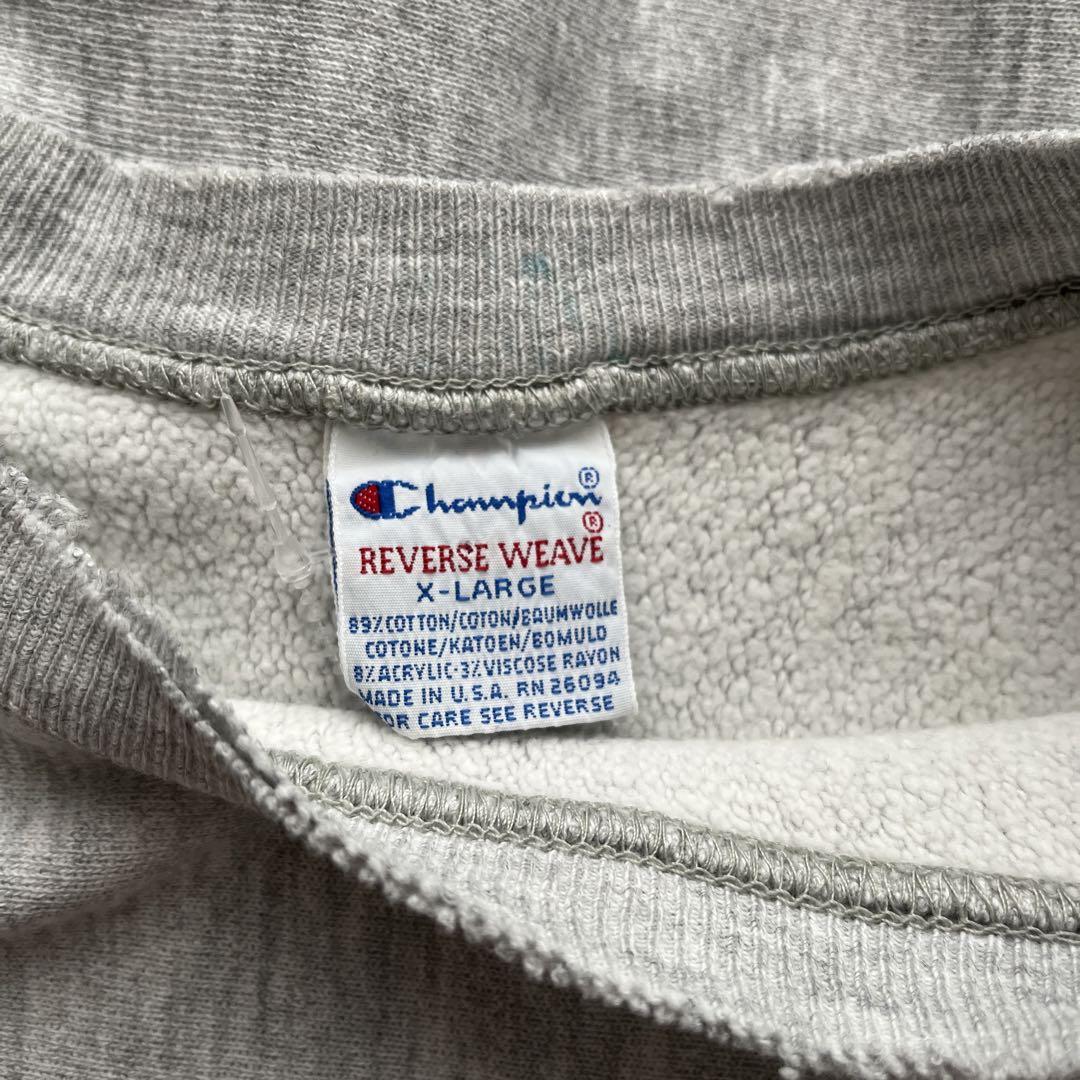 Champion®
REVERSE WEAVE®
X-LARGE
89% COTTON/COTON/BAUMWOLLE
COTONE/KATOEN/BOMULD
8% ACRYLIC-3% VISCOSE RAYON
MADE IN U.S.A. RN 26094
FOR CARE SEE REVERSE